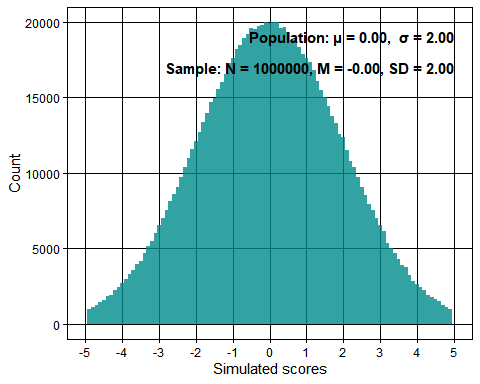 Population: μ = 0.00,  σ = 2.00
Sample: N = 1000000, M = -0.00, SD = 2.00
20000
15000
10000
5000
0
Count
-5 -4 -3 -2 -1 0 1 2 3 4 5
Simulated scores